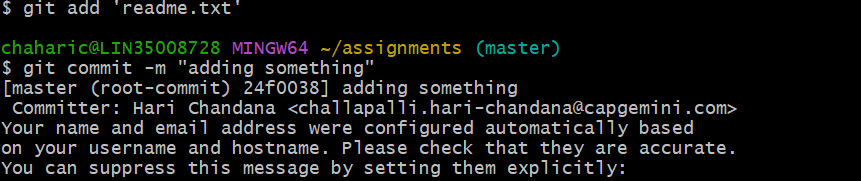 $ git add 'readme.txt'
chaharic@LIN35008728 MINGW64 ~/assignments (master)
$ git commit -m "adding something"
[master (root-commit) 24f0038] adding something
 Committer: Hari Chandana <challapalli.hari-chandana@capgemini.com>
Your name and email address were configured automatically based
on your username and hostname. Please check that they are accurate.
You can suppress this message by setting them explicitly: